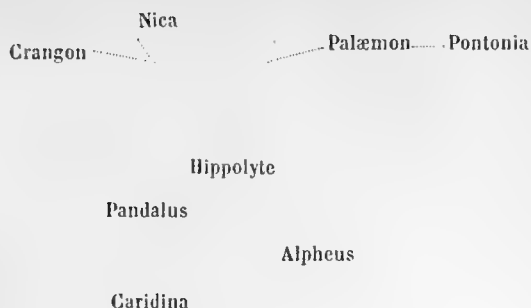 Nica
Crangon Palæmon Pontonia
Hippolyte
Pandalus
Alpheus
Caridina